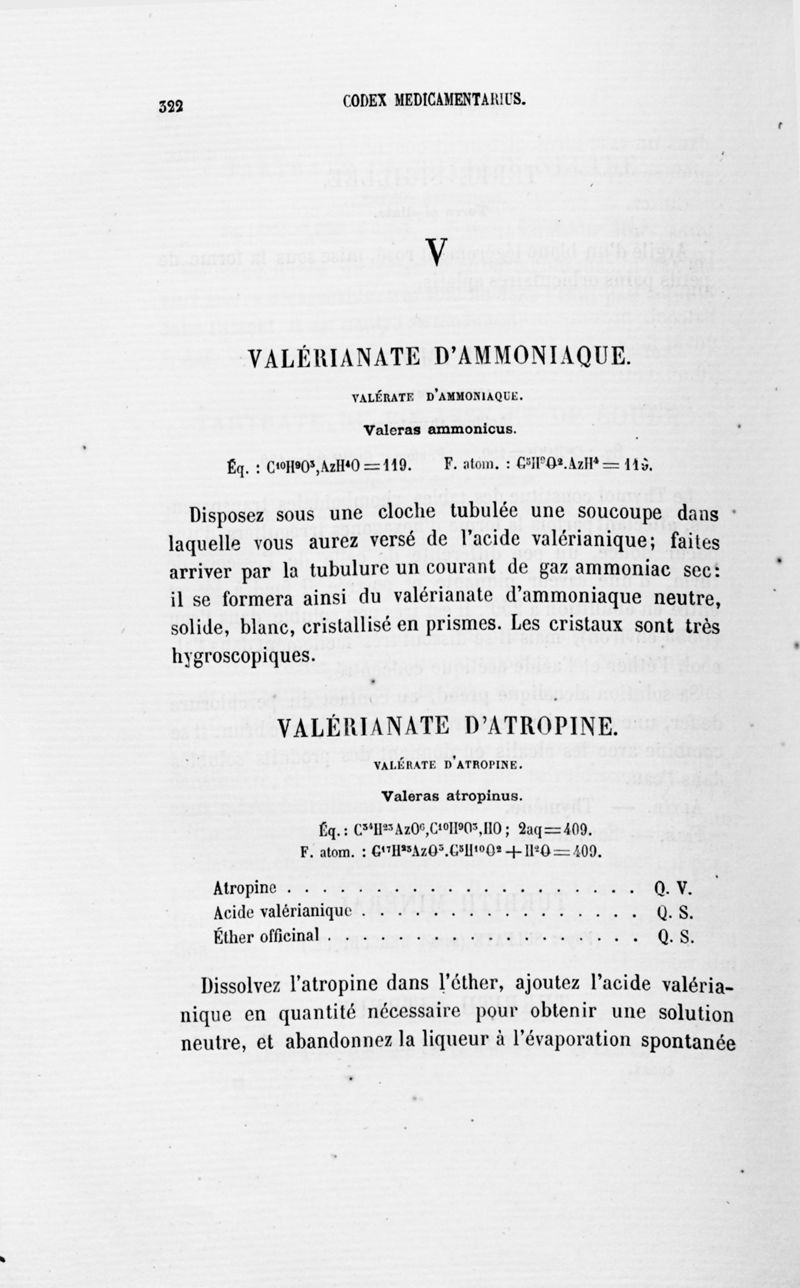 322
CODEX MEDICAMENTARIUS.
V
VALÉRIANATE D'AMMONIAQUE.
VALÉRATE D'AMMONIAQUE.
Valeras ammonicus.
Éq. : C¹⁰H⁹O³,AzH⁴O = 119. F. atom. : C⁵H⁹O².AzH⁴ = 119.
Disposez sous une cloche tubulée une soucoupe dans
laquelle vous aurez versé de l'acide valérianique; faites
arriver par la tubulure un courant de gaz ammoniac sec:
il se formera ainsi du valérianate d'ammoniaque neutre,
solide, blanc, cristallisé en prismes. Les cristaux sont très
hygroscopiques.
VALÉRIANATE D'ATROPINE.
VALÉRATE D'ATROPINE.
Valeras atropinus.
Éq. : C³⁴H²³AzO⁶,C¹⁰H⁹O³,HO ; 2aq = 409.
F. atom. : C¹⁷H²³AzO³.C⁵H¹⁰O² + H²O = 409.
Atropine . . . . . . . . . . . . . . . . . . . . Q. V.
Acide valérianique . . . . . . . . . . . . . . . . Q. S.
Éther officinal . . . . . . . . . . . . . . . . . . Q. S.
Dissolvez l'atropine dans l'éther, ajoutez l'acide valéria-
nique en quantité nécessaire pour obtenir une solution
neutre, et abandonnez la liqueur à l'évaporation spontanée